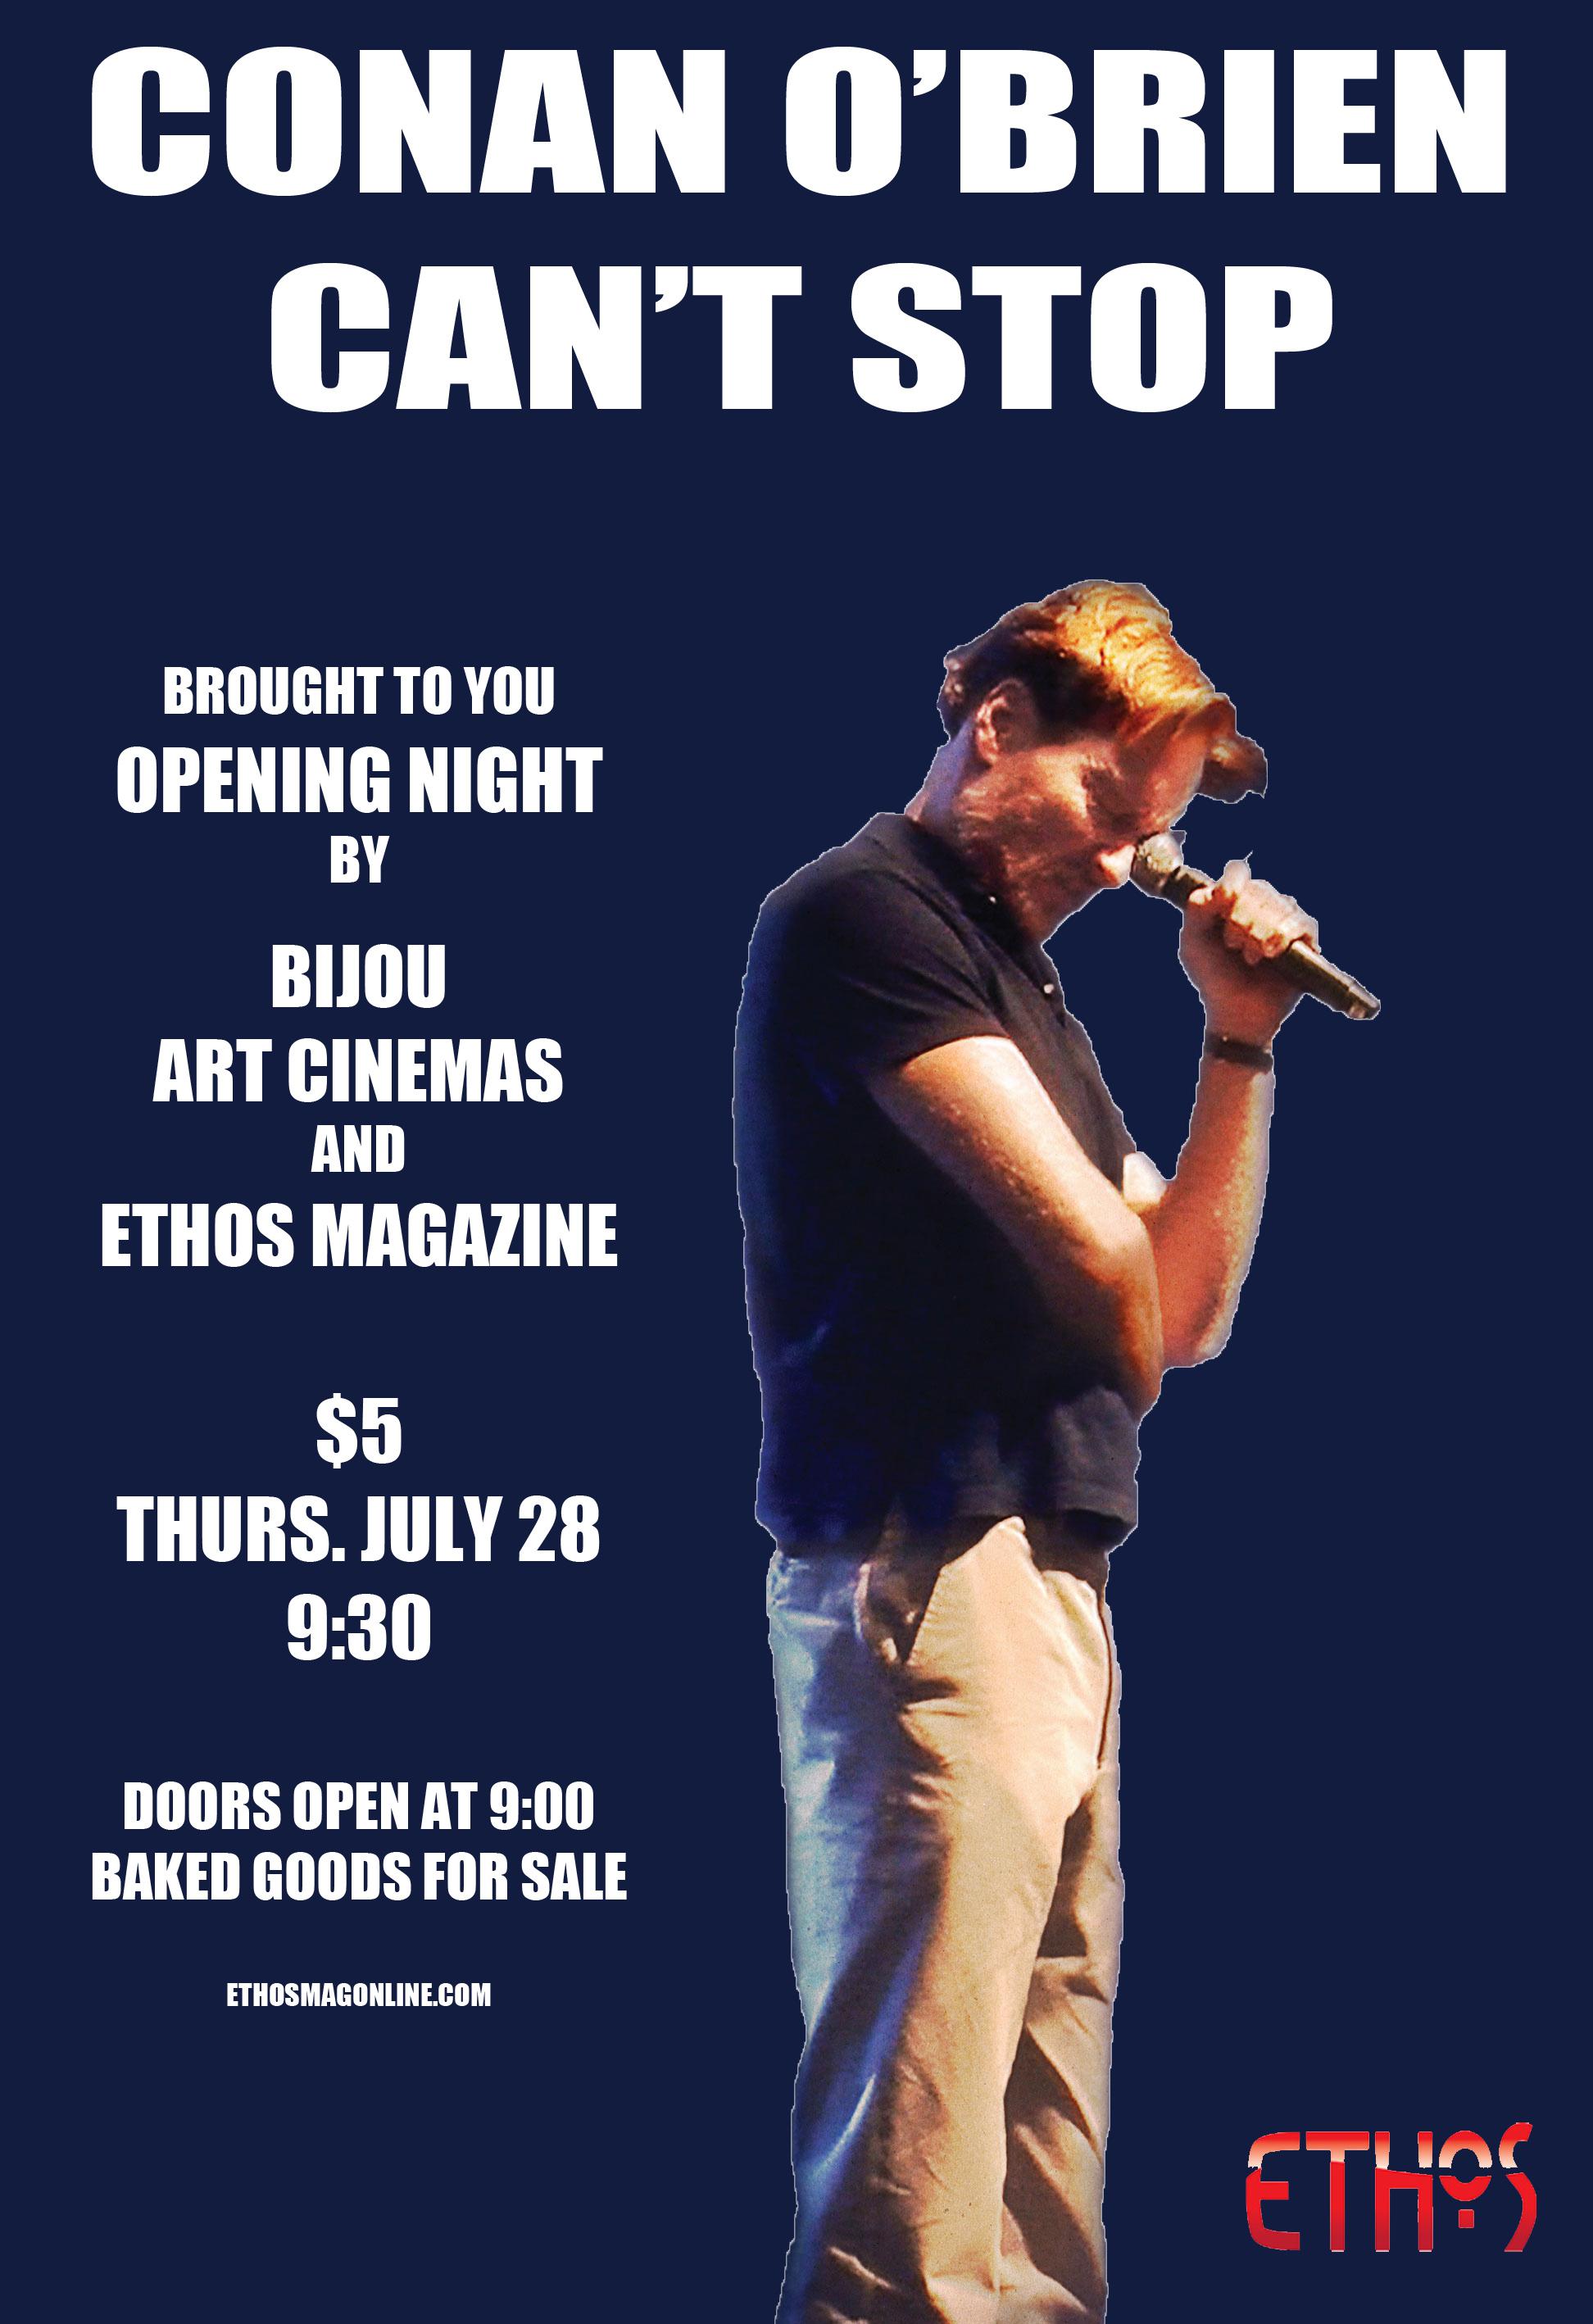 CONAN O’BRIEN
CAN’T STOP
BROUGHT TO YOU
OPENING NIGHT
BY
BIJOU
ART CINEMAS
AND
ETHOS MAGAZINE
$5
THURS. JULY 28
9:30
DOORS OPEN AT 9:00
BAKED GOODS FOR SALE
ETHOSMAGONLINE.COM
ETHOS